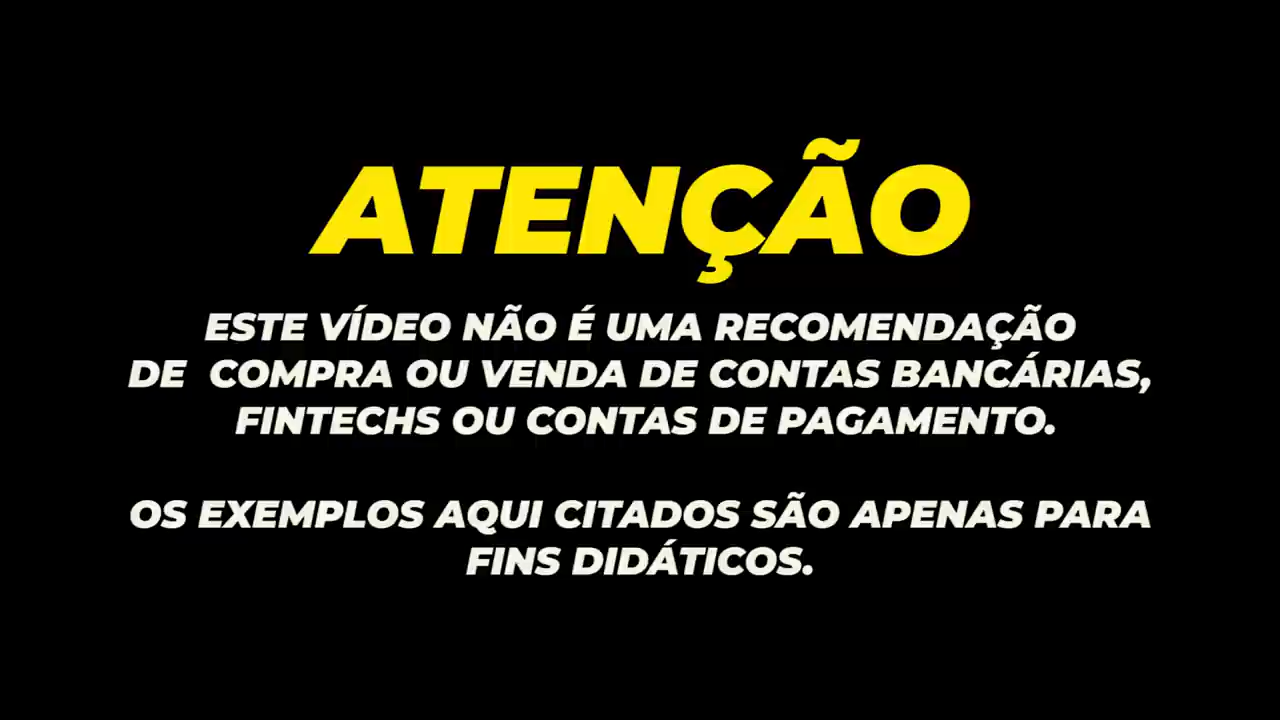 ATENÇÃO
ESTE VÍDEO NÃO É UMA RECOMENDAÇÃO
DE COMPRA OU VENDA DE CONTAS BANCÁRIAS,
FINTECHS OU CONTAS DE PAGAMENTO.
OS EXEMPLOS AQUI CITADOS SÃO APENAS PARA
FINS DIDÁTICOS.